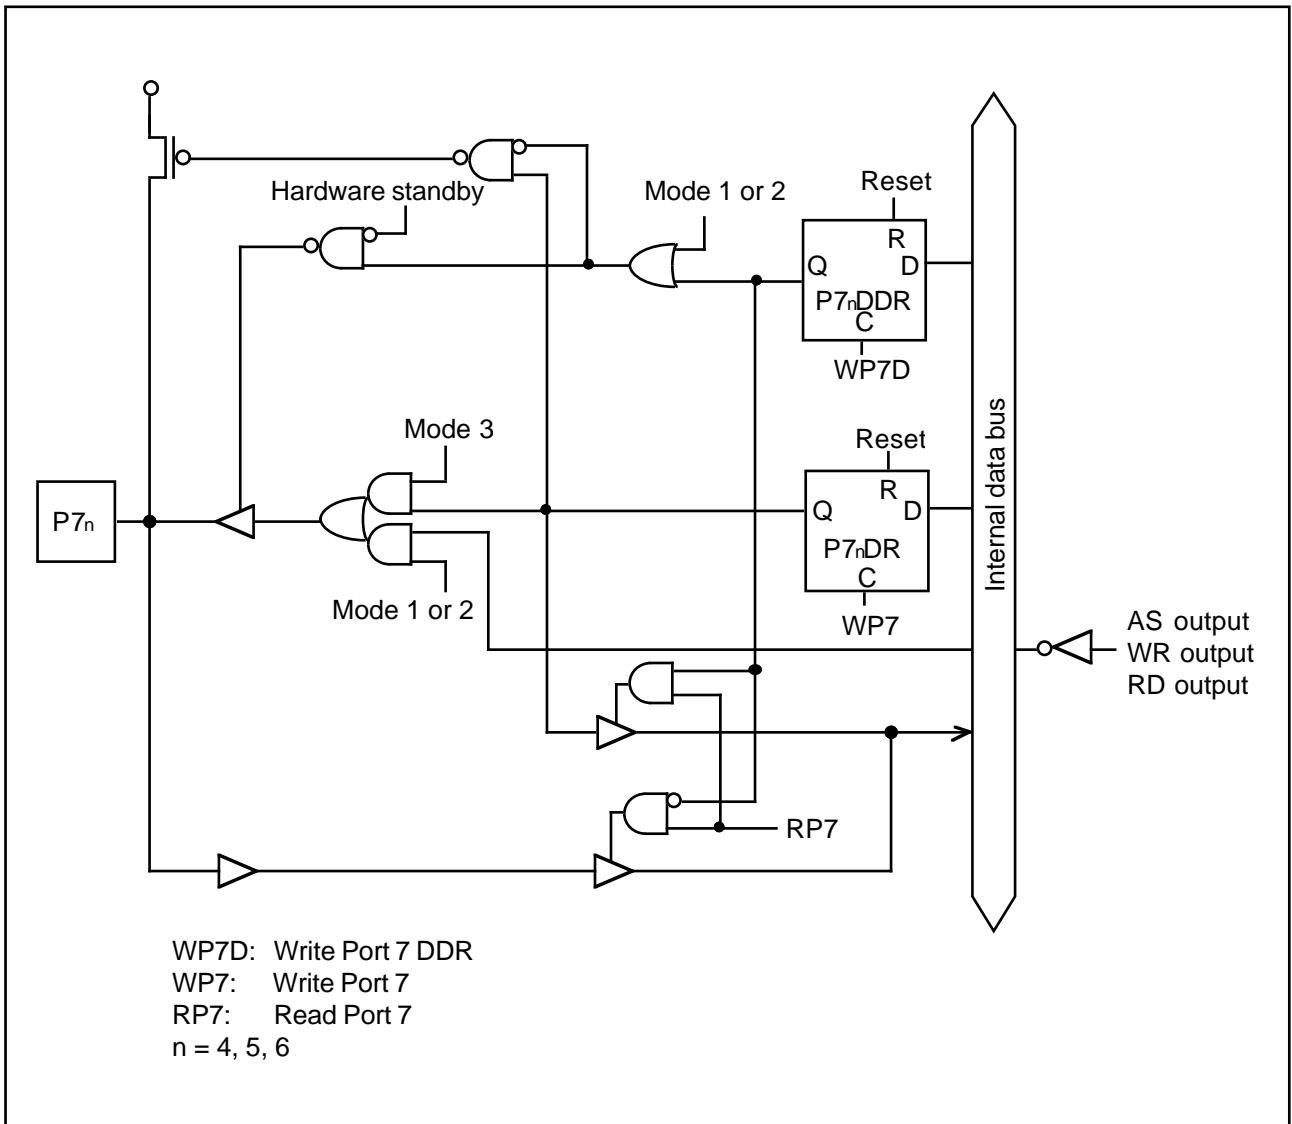 Hardware standby
Mode 1 or 2
Reset
R
Q
D
P7nDDR
C
WP7D
Mode 3
Reset
R
Q
D
P7nDR
C
WP7
P7n
Mode 1 or 2
Internal data bus
AS output
WR output
RD output
RP7
WP7D: Write Port 7 DDR
WP7: Write Port 7
RP7: Read Port 7
n = 4, 5, 6